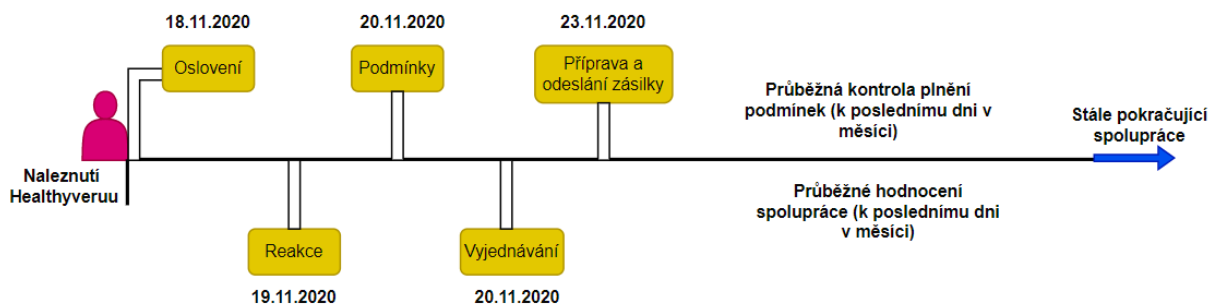 18.11.2020
20.11.2020
23.11.2020
Oslovení
Podmínky
Příprava a
odeslání zásilky
Průběžná kontrola plnění
podmínek (k poslednímu dni v
měsíci)
Stále pokračující
spolupráce
Naleznutí
Healthyveruu
Průběžné hodnocení
spolupráce (k poslednímu dni
v měsíci)
Reakce
Vyjednávání
19.11.2020
20.11.2020